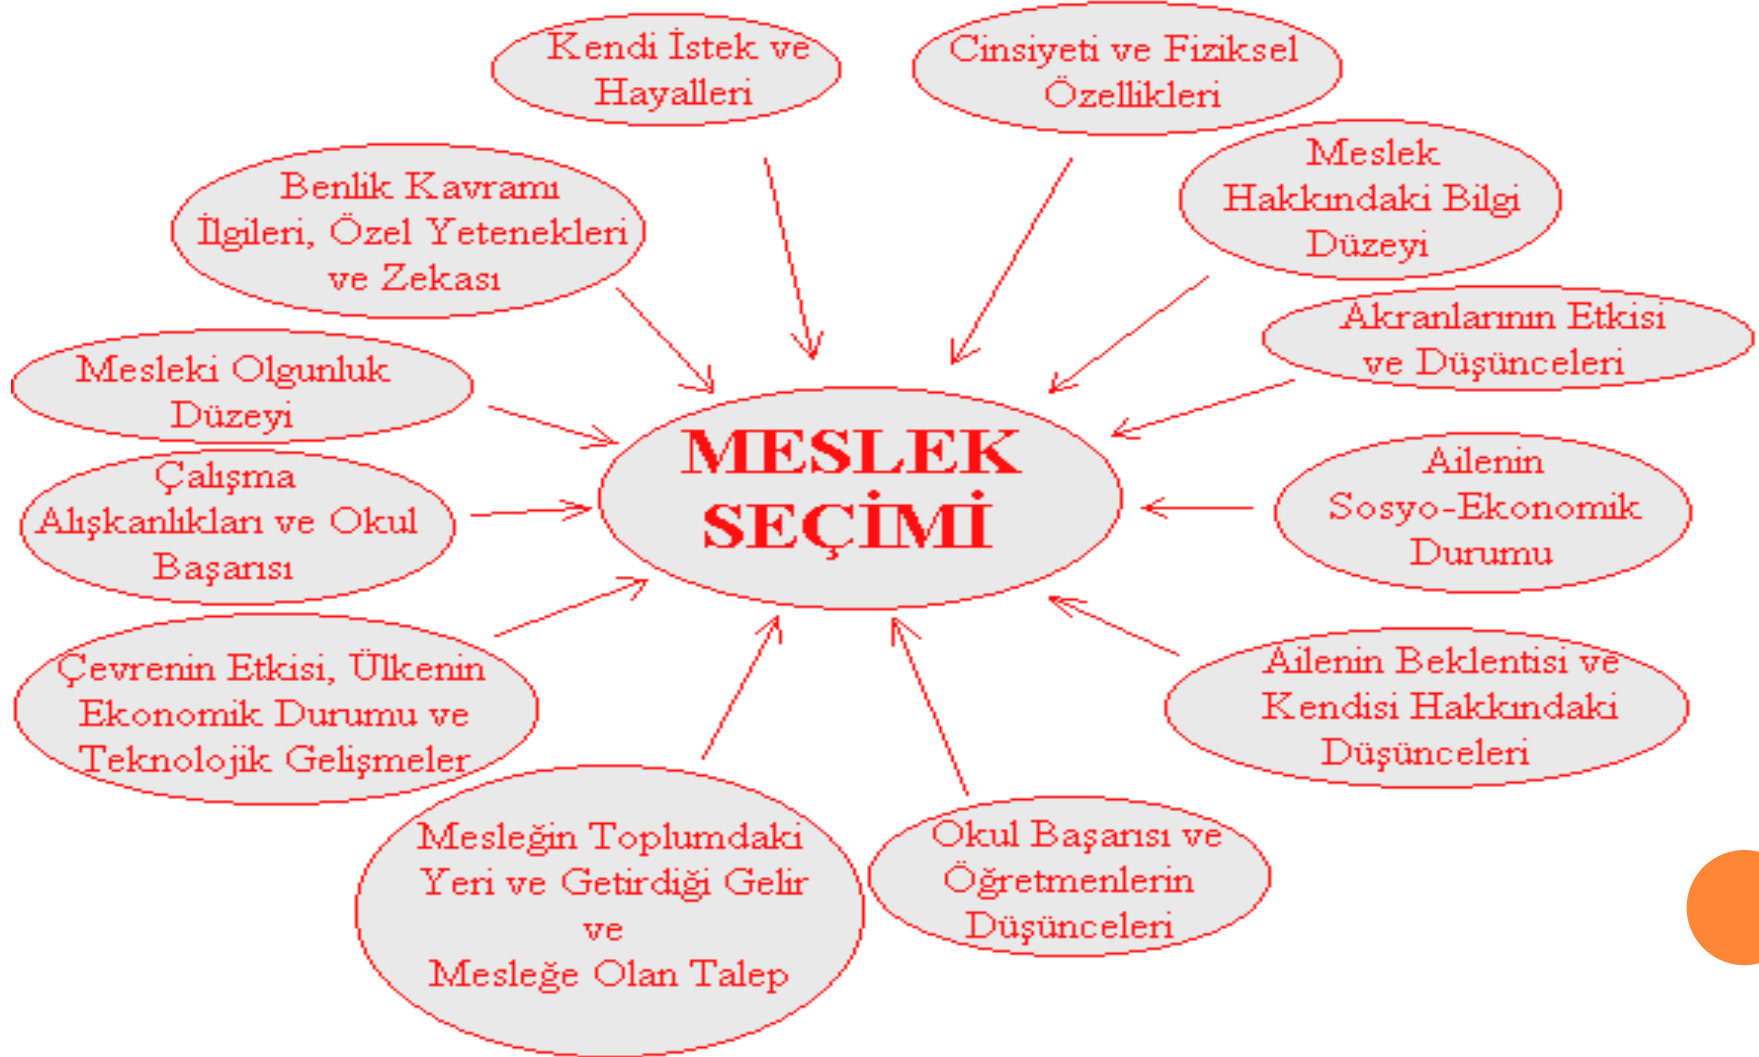 Kendi İstek ve
Hayalleri
Cinsiyeti ve Fiziksel
Özellikleri
Benlik Kavramı
İlgileri, Özel Yetenekleri
ve Zekası
Meslek
Hakkındaki Bilgi
Düzeyi
Mesleki Olgunluk
Düzeyi
Akranlarının Etkisi
ve Düşünceleri
MESLEK
SEÇİMİ
Çalışma
Alışkanlıkları ve Okul
Başarısı
Ailenin
Sosyo-Ekonomik
Durumu
Çevrenin Etkisi, Ülkenin
Ekonomik Durumu ve
Teknolojik Gelişmeler
Ailenin Beklentisi ve
Kendisi Hakkındaki
Düşünceleri
Mesleğin Toplumdaki
Yeri ve Getirdiği Gelir
ve
Mesleğe Olan Talep
Okul Başarısı ve
Öğretmenlerin
Düşünceleri